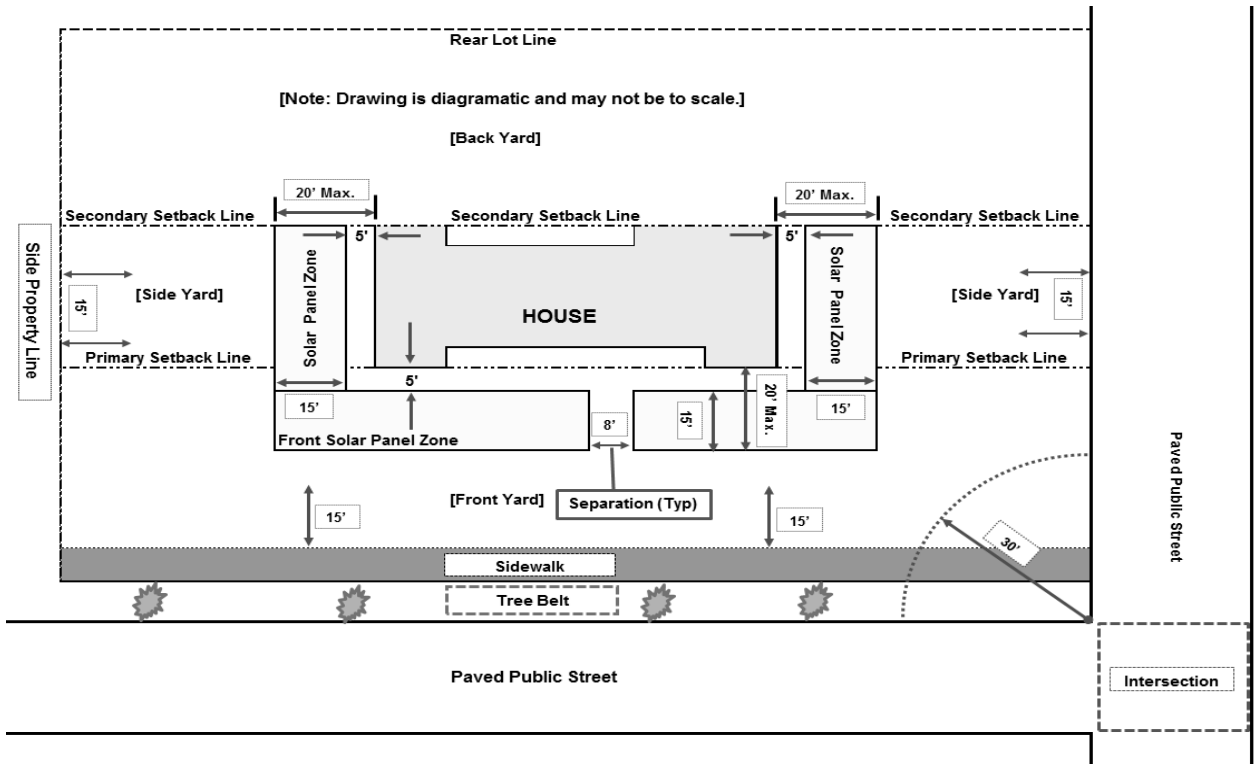 Rear Lot Line
[Note: Drawing is diagramatic and may not be to scale.]
[Back Yard]
20’ Max.
20’ Max.
Secondary Setback Line
Secondary Setback Line
Secondary Setback Line
5'
5'
Side Property Line
Solar Panel Zone
Solar Panel Zone
[Side Yard]
[Side Yard]
15’
15’
HOUSE
Primary Setback Line
Primary Setback Line
5'
20’ Max.
15’
15’
15’
8’
Front Solar Panel Zone
Paved Public Street
[Front Yard]
Separation (Typ)
15’
15’
30’
Sidewalk
Tree Belt
Paved Public Street
Intersection